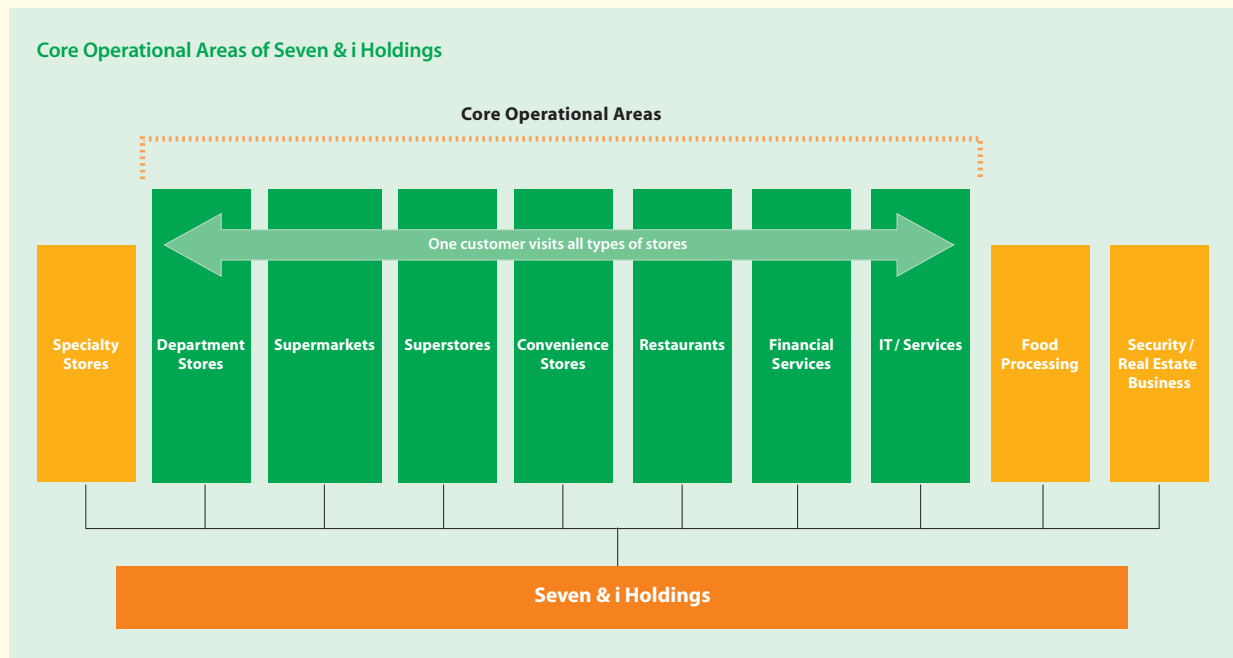 Core Operational Areas of Seven & i Holdings
Core Operational Areas
One customer visits all types of stores
Specialty
Stores
Department
Stores
Supermarkets
Superstores
Convenience
Stores
Restaurants
Financial
Services
IT / Services
Food
Processing
Security /
Real Estate
Business
Seven & i Holdings